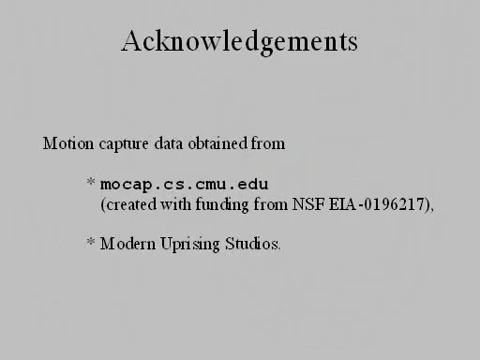 Acknowledgements
Motion capture data obtained from
* mocap.cs.cmu.edu
(created with funding from NSF EIA-0196217),
* Modern Uprising Studios.